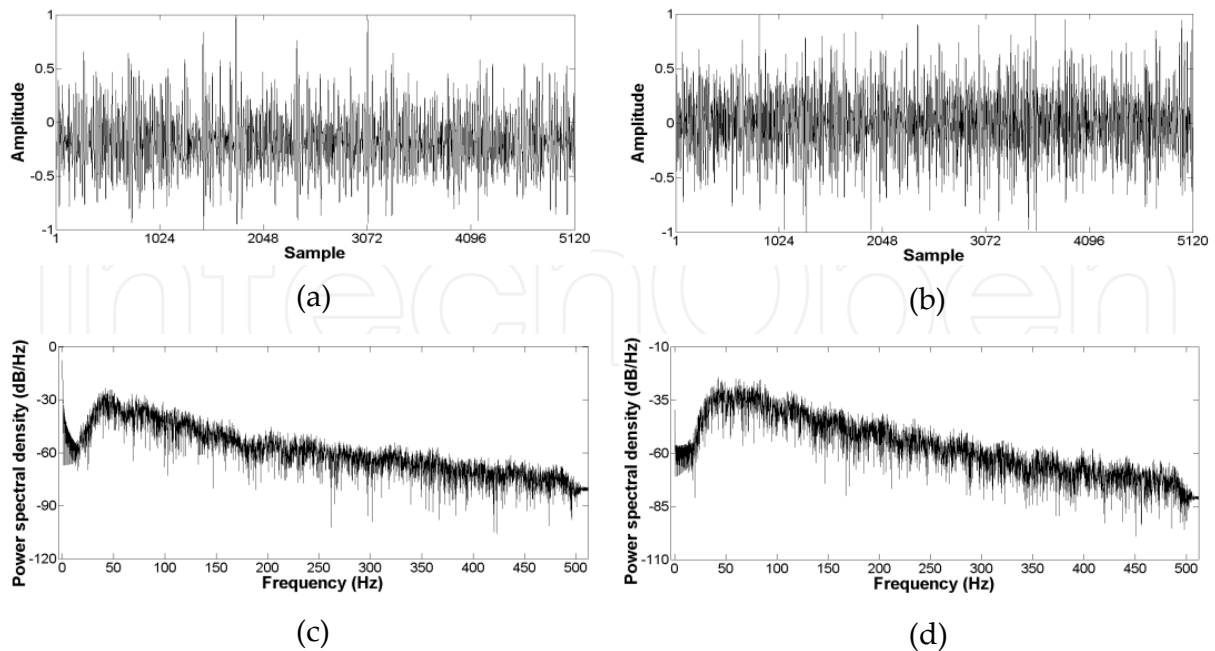 1
0.5
0
-0.5
-1
Amplitude
1 1024 2048 3072 4096 5120
Sample
(a)
1
0.5
0
-0.5
-1
Amplitude
1 1024 2048 3072 4096 5120
Sample
(b)
IntechOpen
0
-30
-60
-90
-120
Power spectral density (dB/Hz)
0 50 100 150 200 250 300 350 400 450 500
Frequency (Hz)
(c)
-10
-35
-60
-85
-110
Power spectral density (dB/Hz)
0 50 100 150 200 250 300 350 400 450 500
Frequency (Hz)
(d)